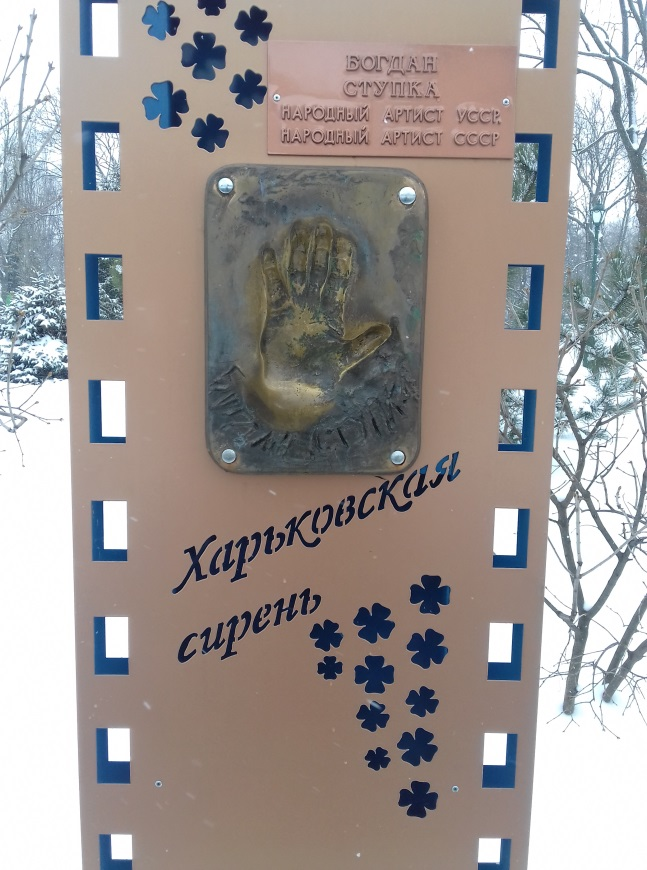 БОГДАН
СТУПКА
НАРОДНЫЙ АРТИСТ УССР,
НАРОДНЫЙ АРТИСТ СССР
Харьковская
сирень